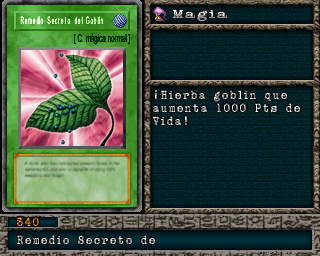 Remedio Secreto del Goblin
[C. mágica normal]
Magia
¡Hierba goblin que
aumenta 1000 Pts de
Vida!
340
Remedio Secreto de